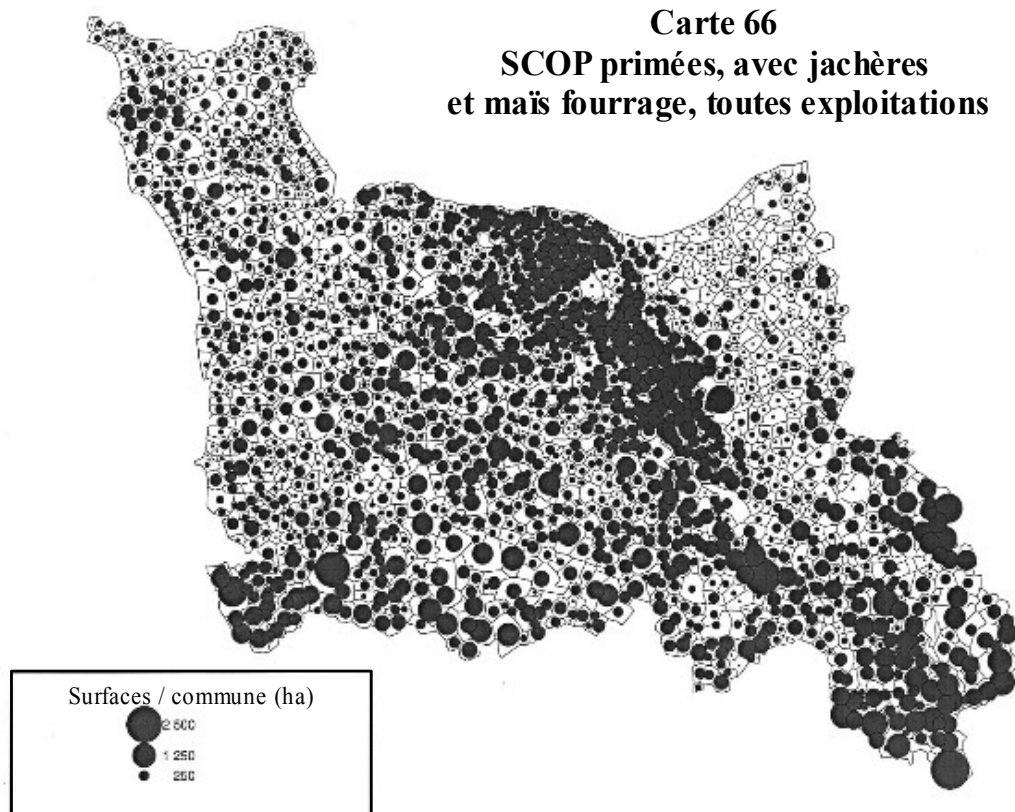 Carte 66
SCOP primées, avec jachères
et maïs fourrage, toutes exploitations
Surfaces / commune (ha)
2 500
1 250
250